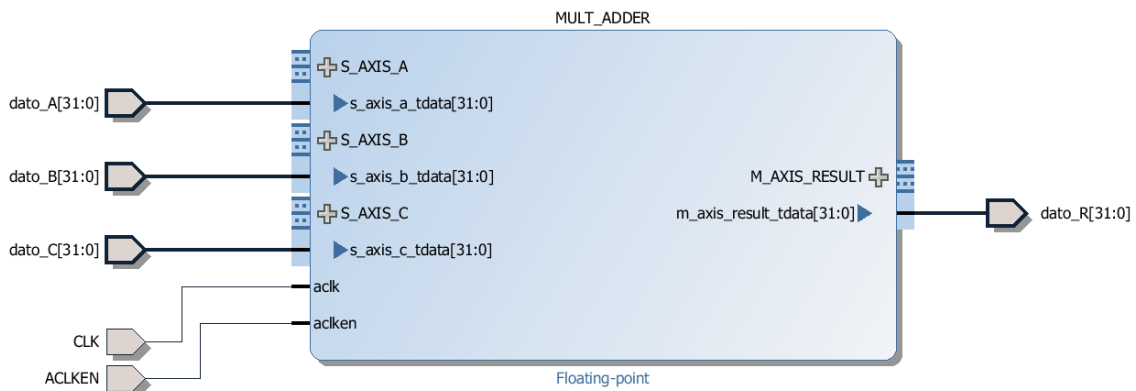 MULT_ADDER
S_AXIS_A
dato_A[31:0]
s_axis_a_tdata[31:0]
S_AXIS_B
dato_B[31:0]
s_axis_b_tdata[31:0]
M_AXIS_RESULT
S_AXIS_C
m_axis_result_tdata[31:0]
dato_R[31:0]
dato_C[31:0]
s_axis_c_tdata[31:0]
aclk
aclken
CLK
ACLKEN
Floating-point